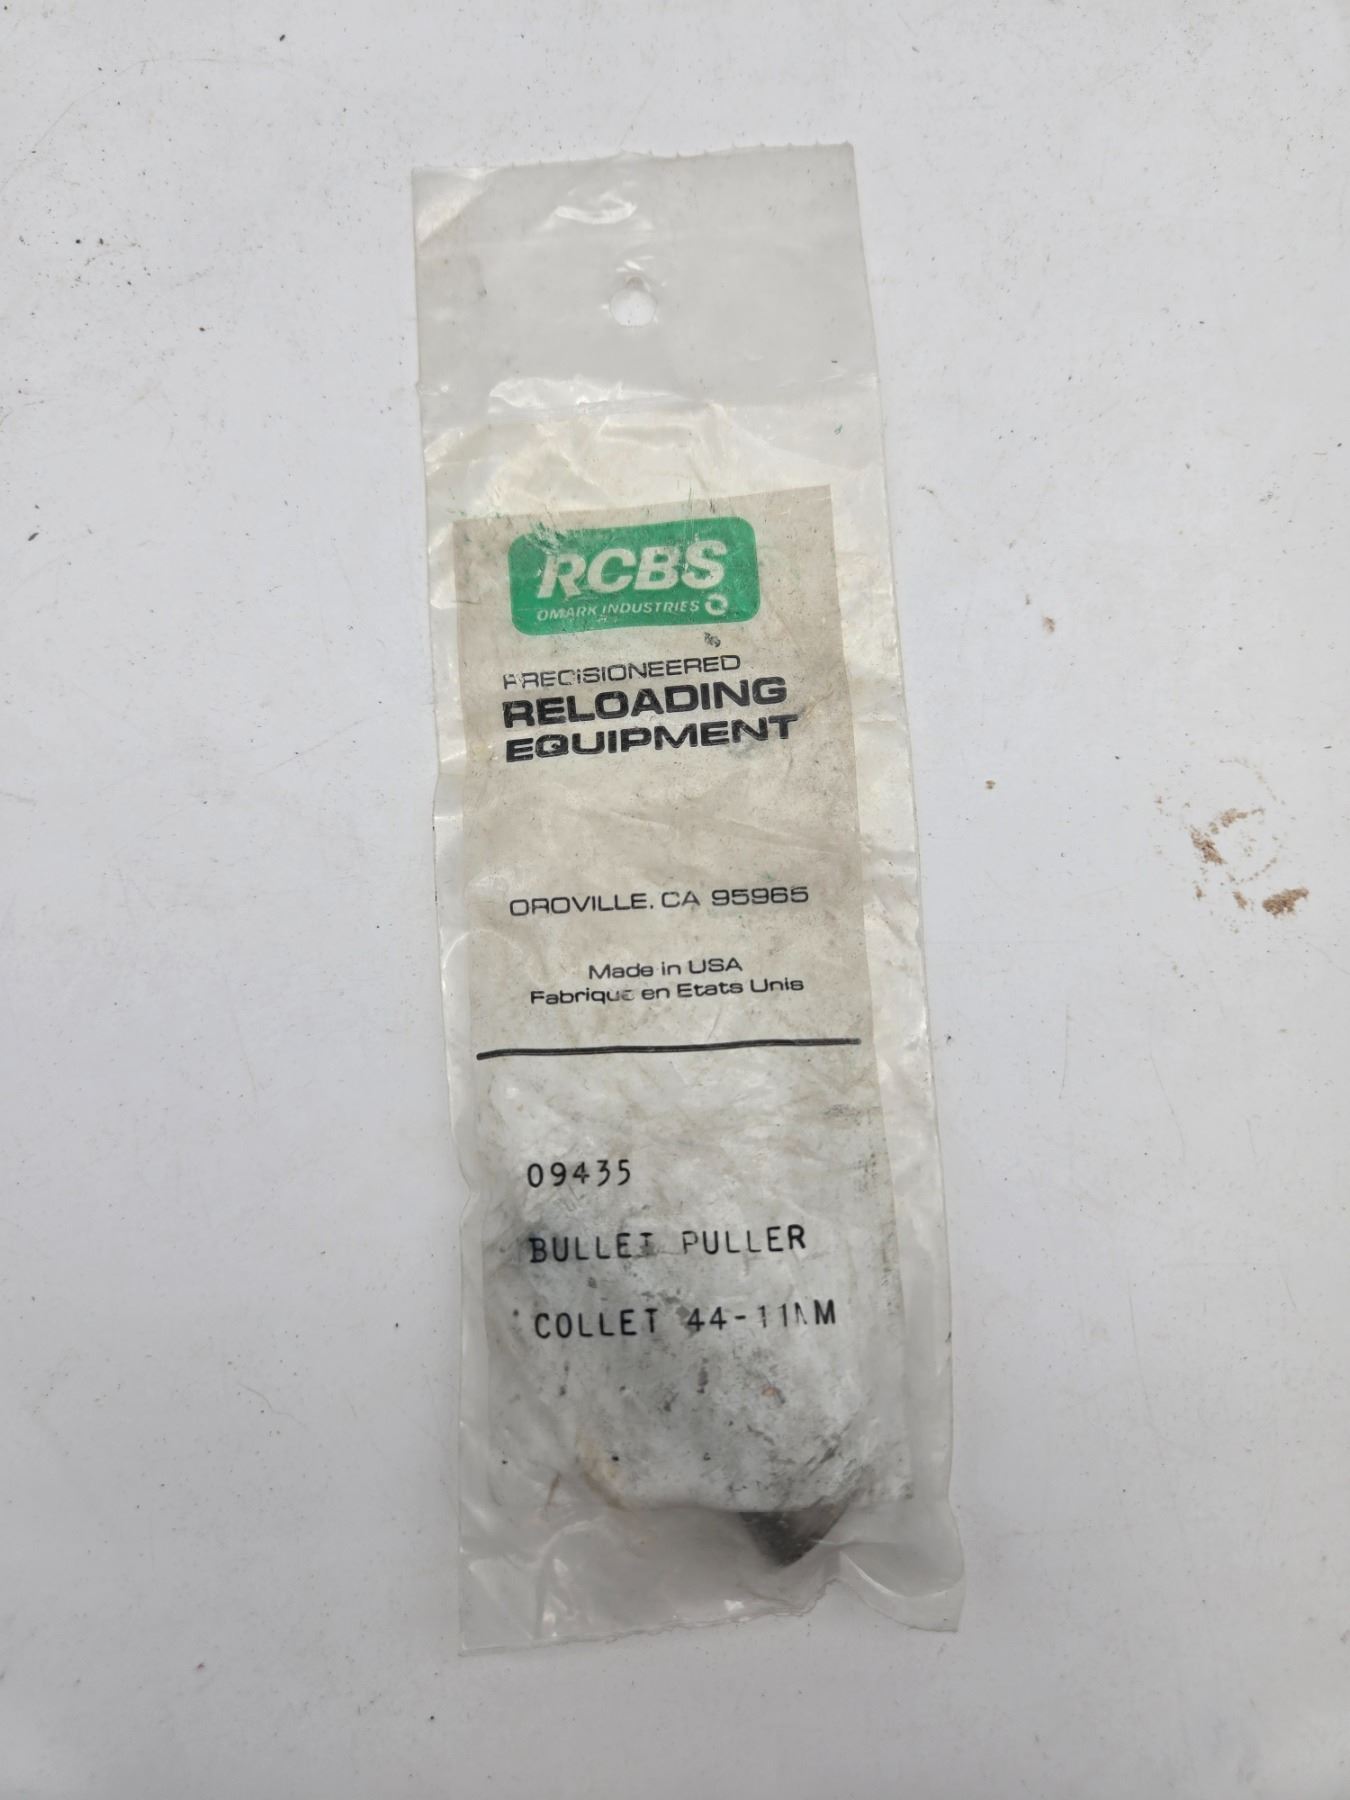 RCBS
OMARK INDUSTRIES
PRECISIONEERED
RELOADING
EQUIPMENT
OROVILLE, CA 95965
Made in USA
Fabrique en Etats Unis
09435
BULLET PULLER
COLLET 44-11MM